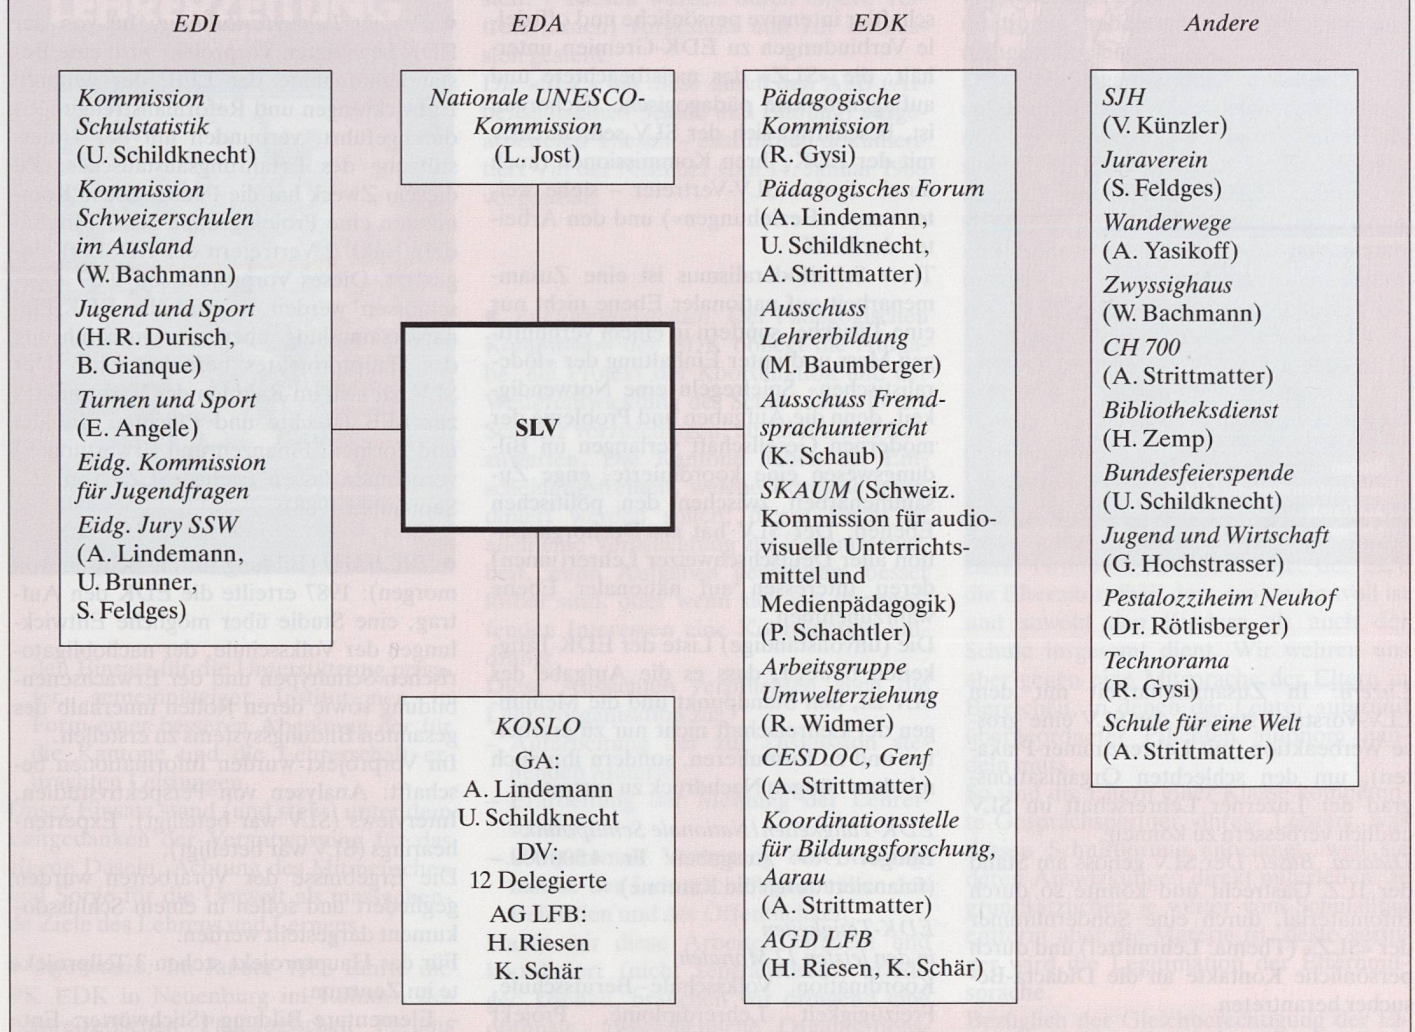 EDI
Kommission
Schulstatistik
(U. Schildknecht)
Kommission
Schweizerschulen
im Ausland
(W. Bachmann)
Jugend und Sport
(H. R. Durisch,
B. Gianque)
Turnen und Sport
(E. Angele)
Eidg. Kommission
für Jugendfragen
Eidg. Jury SSW
(A. Lindemann,
U. Brunner,
S. Feldges)
EDA
Nationale UNESCO-
Kommission
(L. Jost)
SLV
KOSLO
GA:
A. Lindemann
U. Schildknecht
DV:
12 Delegierte
AG LFB:
H. Riesen
K. Schär
EDK
Pädagogische
Kommission
(R. Gysi)
Pädagogisches Forum
(A. Lindemann,
U. Schildknecht,
A. Strittmatter)
Ausschuss
Lehrerbildung
(M. Baumberger)
Ausschuss Fremd-
sprachunterricht
(K. Schaub)
SKAUM (Schweiz.
Kommission für audio-
visuelle Unterrichts-
mittel und
Medienpädagogik)
(P. Schachtler)
Arbeitsgruppe
Umwelterziehung
(R. Widmer)
CESDOC, Genf
(A. Strittmatter)
Koordinationsstelle
für Bildungsforschung,
Aarau
(A. Strittmatter)
AGD LFB
(H. Riesen, K. Schär)
Andere
SJH
(V. Künzler)
Juraverein
(S. Feldges)
Wanderwege
(A. Yasikoff)
Zwyssighaus
(W. Bachmann)
CH 700
(A. Strittmatter)
Bibliotheksdienst
(H. Zemp)
Bundesfeierspende
(U. Schildknecht)
Jugend und Wirtschaft
(G. Hochstrasser)
Pestalozziheim Neuhof
(Dr. Rötlisberger)
Technorama
(R. Gysi)
Schule für eine Welt
(A. Strittmatter)